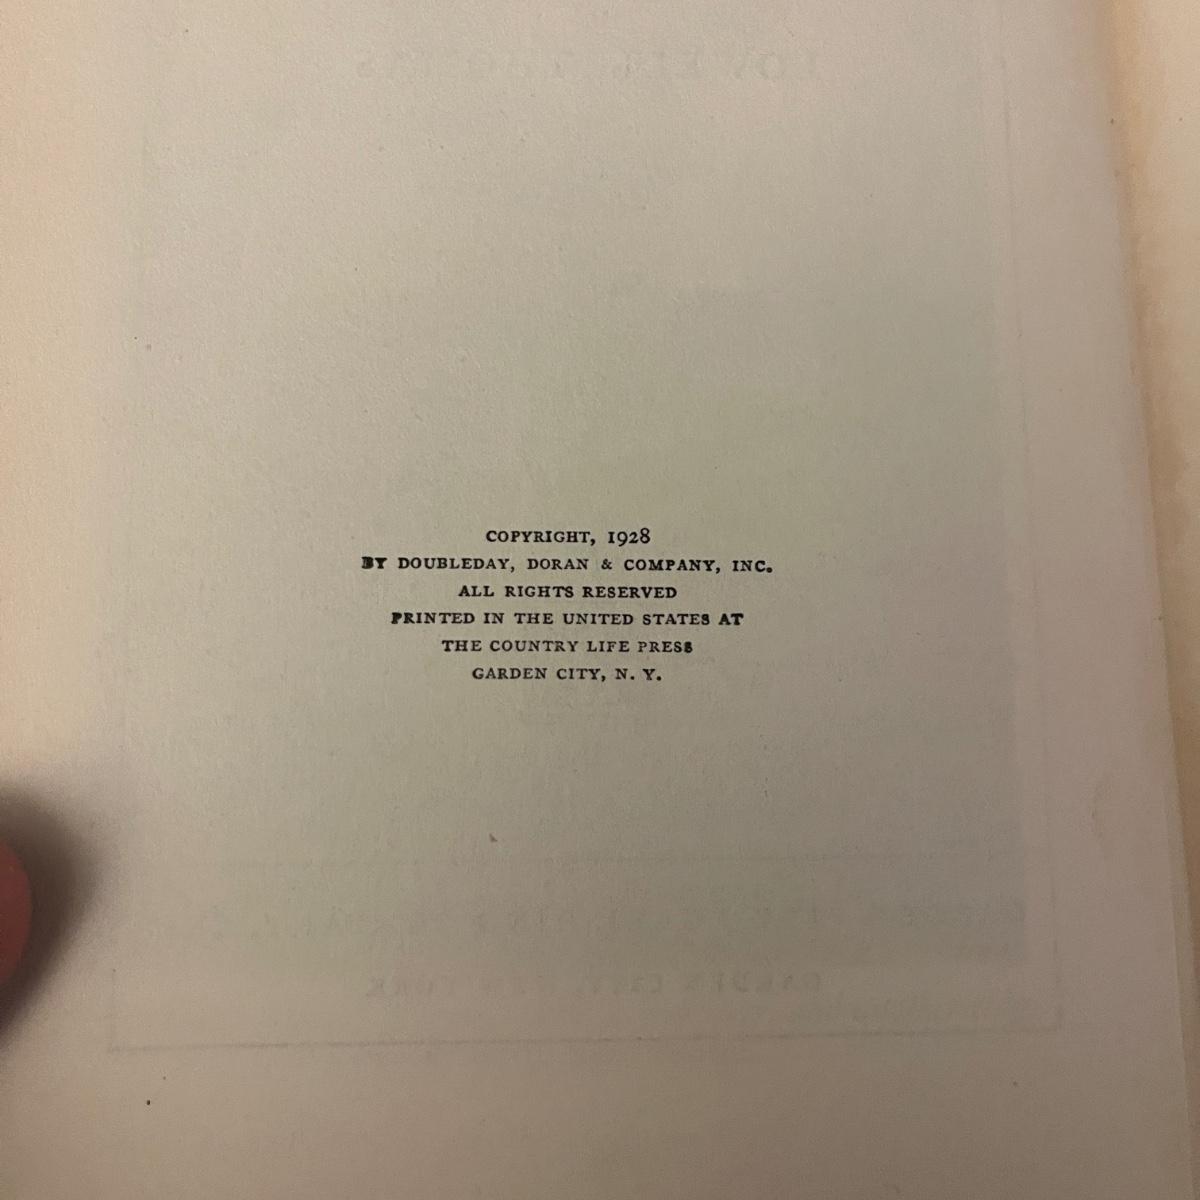 COPYRIGHT, 1928
BY DOUBLEDAY, DORAN & COMPANY, INC.
ALL RIGHTS RESERVED
PRINTED IN THE UNITED STATES AT
THE COUNTRY LIFE PRESS
GARDEN CITY, N. Y.